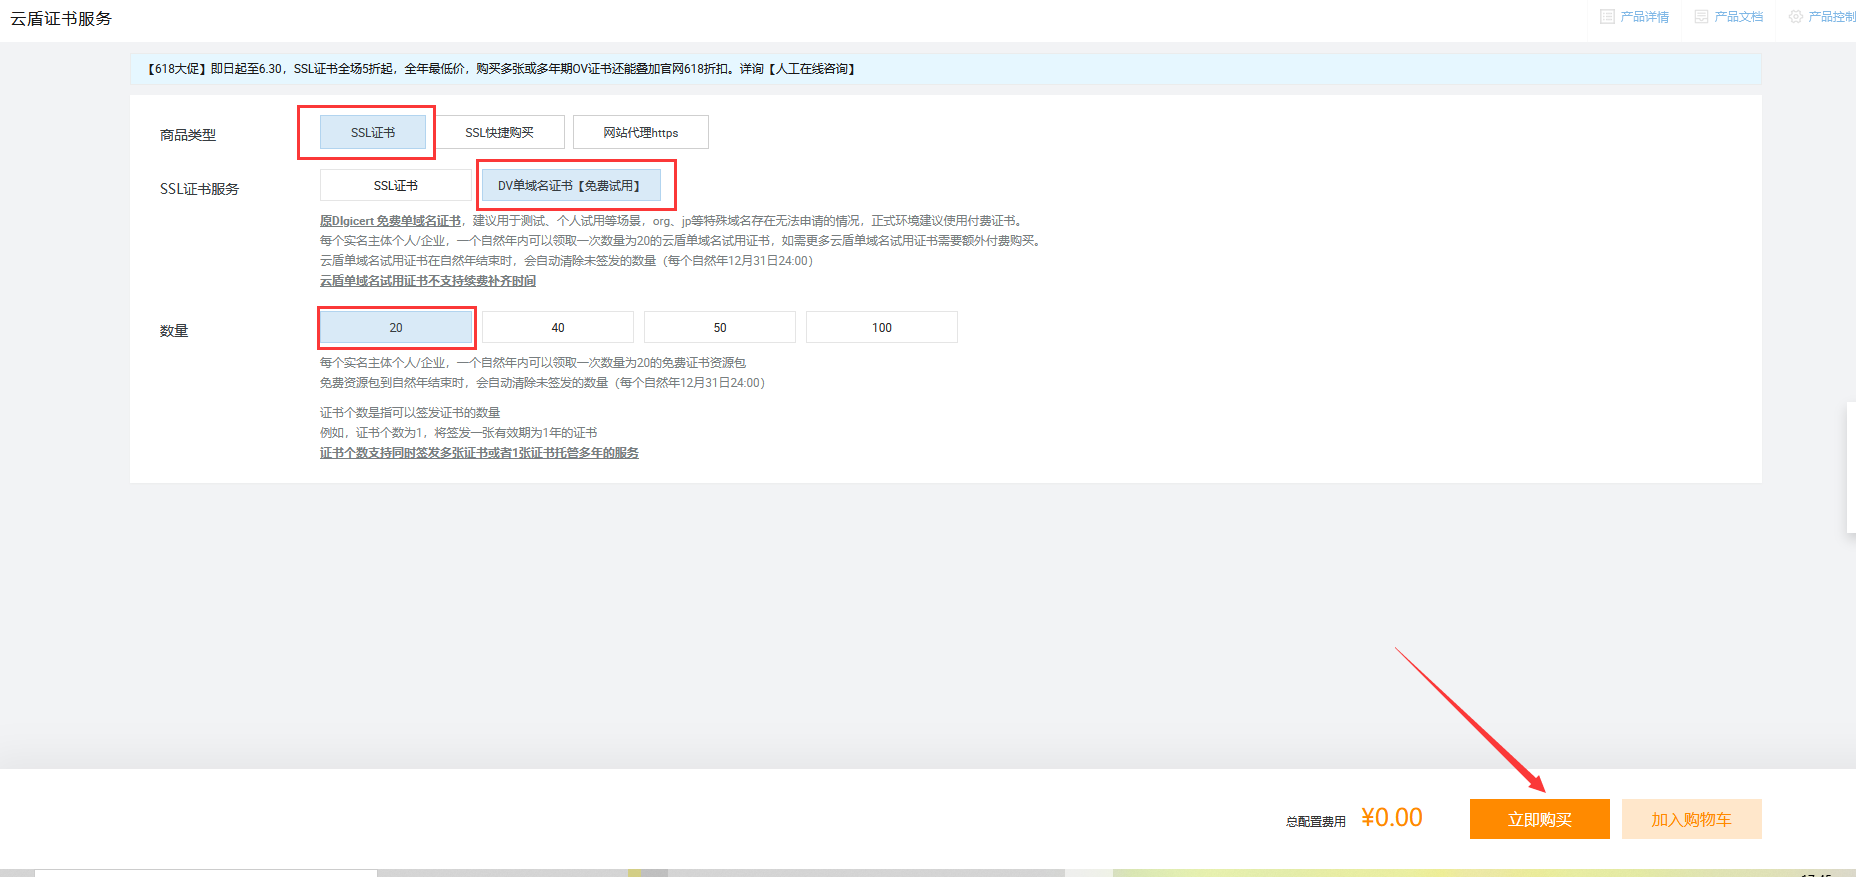 云盾证书服务
产品详情
产品文档
产品控制
【618大促】即日起至6.30，SSL证书全场5折起，全年最低价，购买多张或多年期OV证书还能叠加官网618折扣。详询【人工在线咨询】
商品类型
SSL证书
SSL快捷购买
网站代理https
SSL证书服务
SSL证书
DV单域名证书【免费试用】
原DIgicert 免费单域名证书，建议用于测试、个人试用等场景，org、jp等特殊域名存在无法申请的情况，正式环境建议使用付费证书。
每个实名主体个人/企业，一个自然年内可以领取一次数量为20的云盾单域名试用证书，如需更多云盾单域名试用证书需要额外付费购买。
云盾单域名试用证书在自然年结束时，会自动清除未签发的数量（每个自然年12月31日24:00）
云盾单域名试用证书不支持续费补齐时间
数量
20
40
50
100
每个实名主体个人/企业，一个自然年内可以领取一次数量为20的免费证书资源包
免费资源包到自然年结束时，会自动清除未签发的数量（每个自然年12月31日24:00）
证书个数是指可以签发证书的数量
例如，证书个数为1，将签发一张有效期为1年的证书
证书个数支持同时签发多张证书或者1张证书托管多年的服务
总配置费用
¥0.00
立即购买
加入购物车